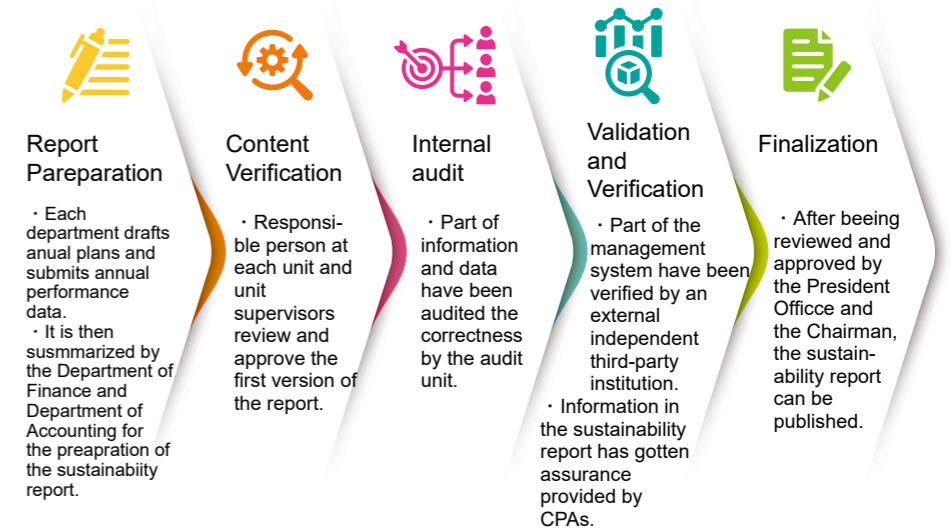 Report
Pareparation
・Each
department drafts
anual plans and
submits annual
performance
data.
・It is then
susmmarized by
the Department of
Finance and
Department of
Accounting for
the preapration of
the sustainabiity
report.
Content
Verification
・Responsi-
ble person at
each unit and
unit
supervisors
review and
approve the
first version of
the report.
Internal
audit
・Part of
information
and data
have been
audited the
correctness
by the audit
unit.
Validation
and
Verification
・Part of the
management
system have been
verified by an
external
independent
third-party
institution.
・Information in
the sustainability
report has gotten
assurance
provided by
CPAs.
Finalization
・After beeing
reviewed and
approved by
the President
Officce and
the Chairman,
the sustain-
ability report
can be
published.